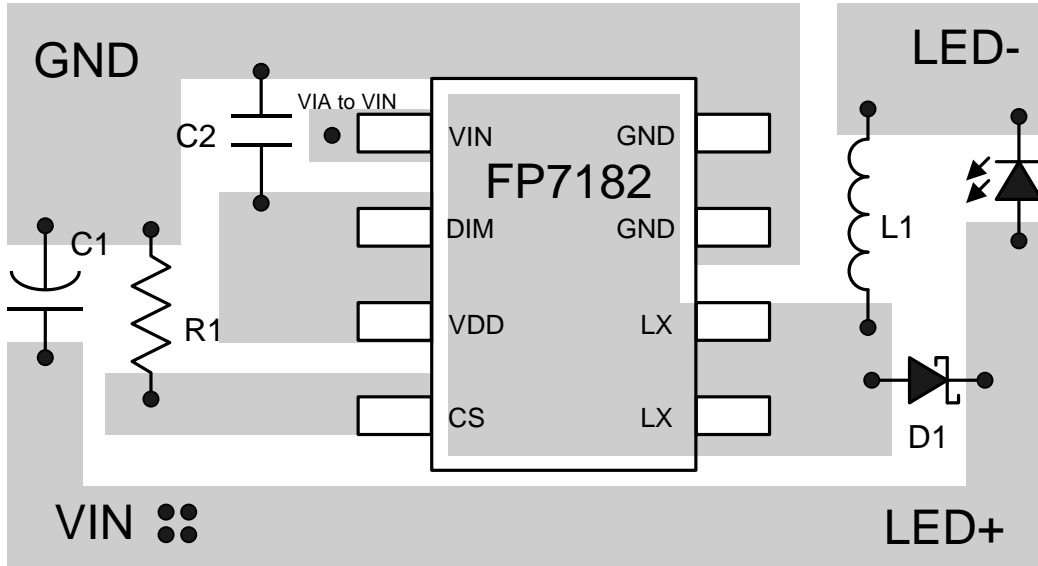 GND
LED-
VIA to VIN
C2
VIN
GND
FP7182
DIM
GND
L1
C1
R1
VDD
LX
CS
LX
D1
VIN
LED+